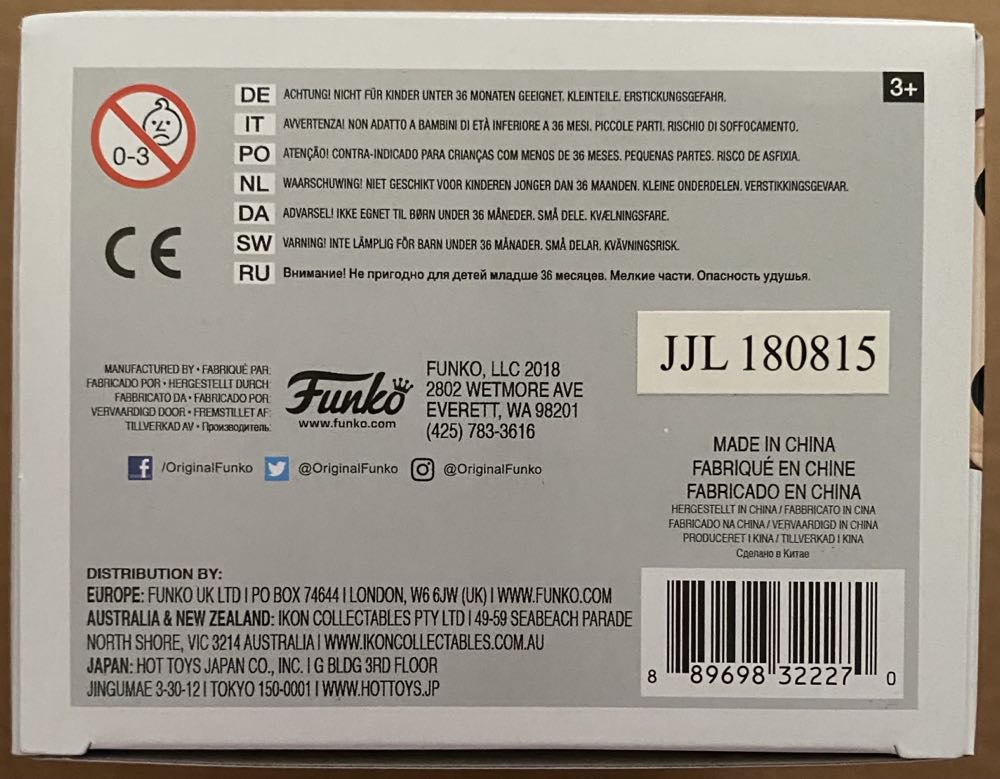 3+
0-3
DE ACHTUNG! NICHT FÜR KINDER UNTER 36 MONATEN GEEIGNET. KLEINTEILE. ERSTICKUNGSGEFAHR.
IT AVVERTENZA! NON ADATTO A BAMBINI DI ETÀ INFERIORE A 36 MESI. PICCOLE PARTI. RISCHIO DI SOFFOCAMENTO.
PO ATENÇÃO! CONTRA-INDICADO PARA CRIANÇAS COM MENOS DE 36 MESES. PEQUENAS PARTES. RISCO DE ASFIXIA.
NL WAARSCHUWING! NIET GESCHIKT VOOR KINDEREN JONGER DAN 36 MAANDEN. KLEINE ONDERDELEN. VERSTIKKINGSGEVAAR.
DA ADVARSEL! IKKE EGNET TIL BØRN UNDER 36 MÅNEDER. SMÅ DELE. KVÆLNINGSFARE.
SW VARNING! INTE LÄMPLIG FÖR BARN UNDER 36 MÅNADER. SMÅ DELAR. KVÄVNINGSRISK.
RU Внимание! Не пригодно для детей младше 36 месяцев. Мелкие части. Опасность удушья.
CE
JJL 180815
MANUFACTURED BY • FABRIQUÉ PAR:
FABRICADO POR • HERGESTELLT DURCH:
FABBRICATO DA • FABRICADO POR:
VERVAARDIGD DOOR • FREMSTILLET AF:
TILLVERKAD AV • Производитель:
Funko
www.funko.com
FUNKO, LLC 2018
2802 WETMORE AVE
EVERETT, WA 98201
(425) 783-3616
/OriginalFunko @OriginalFunko @OriginalFunko
MADE IN CHINA
FABRIQUÉ EN CHINE
FABRICADO EN CHINA
HERGESTELLT IN CHINA / FABBRICATO IN CINA
FABRICADO NA CHINA / VERVAARDIGD IN CHINA
PRODUCERET I KINA / TILLVERKAD I KINA
Сделано в Китае
DISTRIBUTION BY:
EUROPE: FUNKO UK LTD | PO BOX 74644 | LONDON, W6 6JW (UK) | WWW.FUNKO.COM
AUSTRALIA & NEW ZEALAND: IKON COLLECTABLES PTY LTD | 49-59 SEABEACH PARADE
NORTH SHORE, VIC 3214 AUSTRALIA | WWW.IKONCOLLECTABLES.COM.AU
JAPAN: HOT TOYS JAPAN CO., INC. | G BLDG 3RD FLOOR
JINGUMAE 3-30-12 | TOKYO 150-0001 | WWW.HOTTOYS.JP
8 89698 32227 0